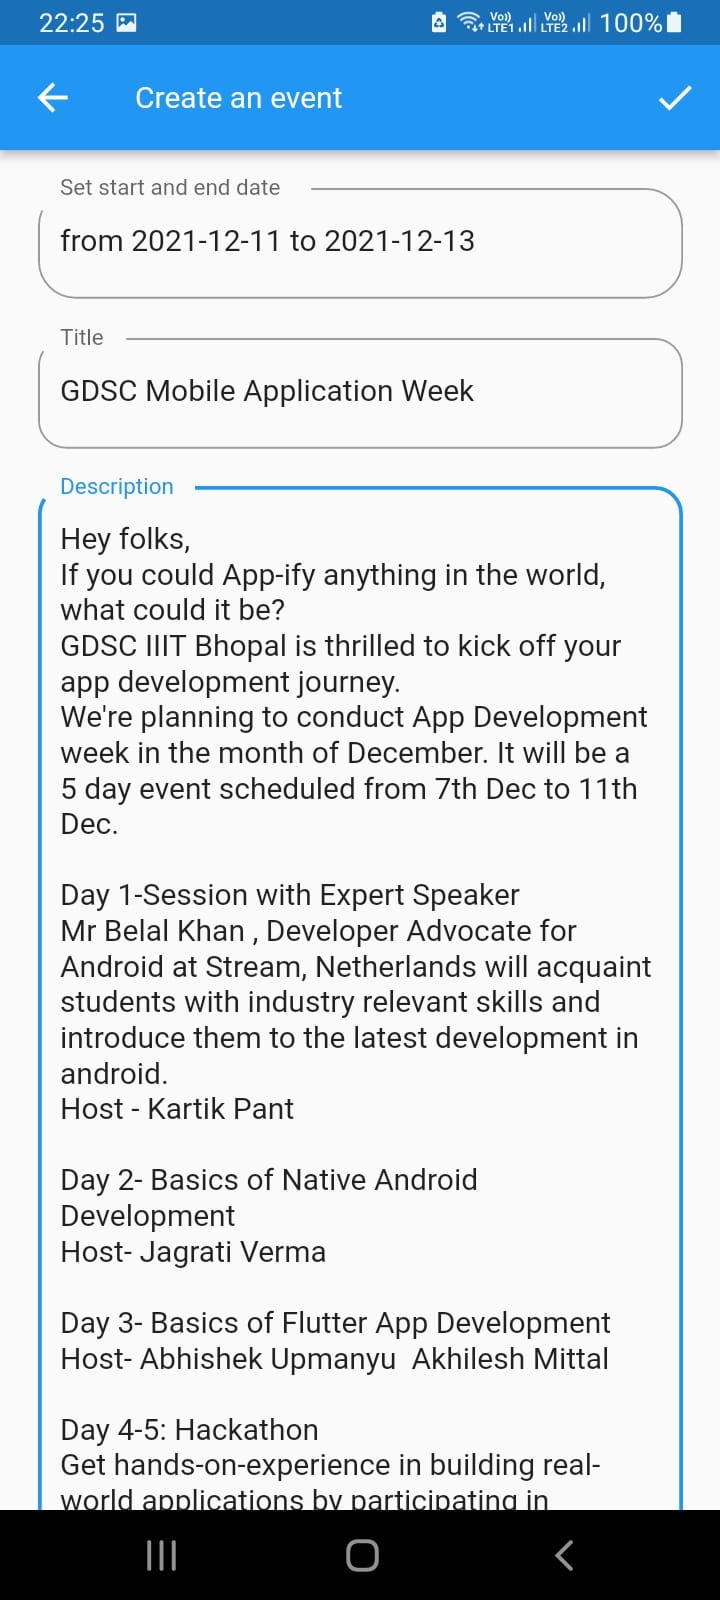 22:25
Vo)) LTE1 Vo)) LTE2 100%
Create an event
Set start and end date
from 2021-12-11 to 2021-12-13
Title
GDSC Mobile Application Week
Description
Hey folks,
If you could App-ify anything in the world,
what could it be?
GDSC IIIT Bhopal is thrilled to kick off your
app development journey.
We're planning to conduct App Development
week in the month of December. It will be a
5 day event scheduled from 7th Dec to 11th
Dec.
Day 1-Session with Expert Speaker
Mr Belal Khan , Developer Advocate for
Android at Stream, Netherlands will acquaint
students with industry relevant skills and
introduce them to the latest development in
android.
Host - Kartik Pant
Day 2- Basics of Native Android
Development
Host- Jagrati Verma
Day 3- Basics of Flutter App Development
Host- Abhishek Upmanyu  Akhilesh Mittal
Day 4-5: Hackathon
Get hands-on-experience in building real-
world applications by participating in